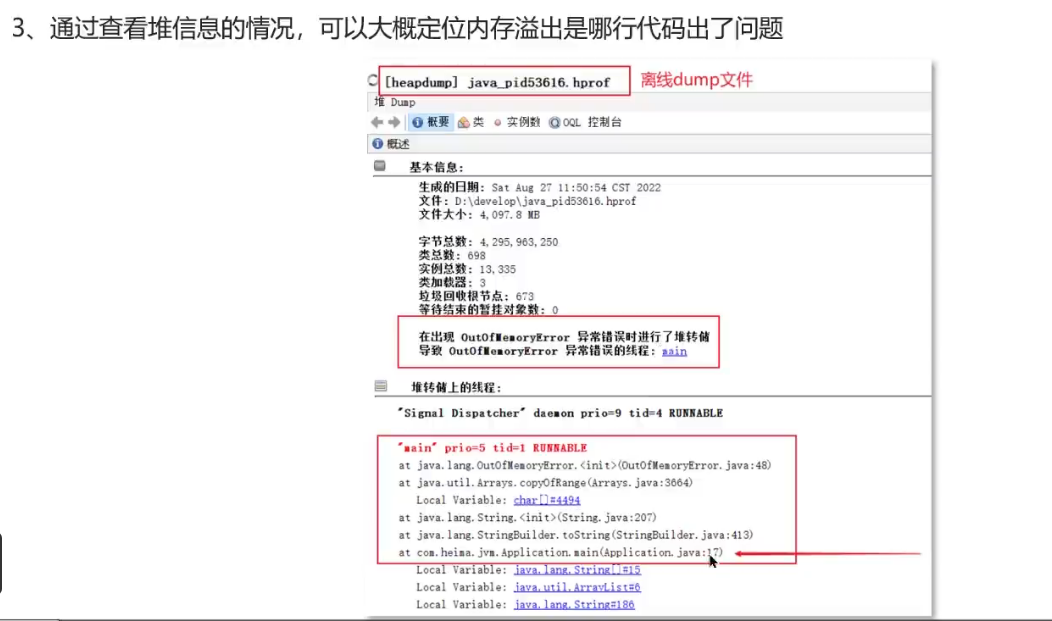 3、通过查看堆信息的情况，可以大概定位内存溢出是哪行代码出了问题
[heapdump] java_pid53616.hprof 离线dump文件
堆 Dump
概要 类 实例数 OQL 控制台
概述
基本信息:
生成的日期: Sat Aug 27 11:50:54 CST 2022
文件: D:\develop\java_pid53616.hprof
文件大小: 4,097.8 MB
字节总数: 4,295,963,250
类总数: 698
实例总数: 13,335
类加载器: 3
垃圾回收根节点: 673
等待结束的暂挂对象数: 0
在出现 OutOfMemoryError 异常错误时进行了堆转储
导致 OutOfMemoryError 异常错误的线程: main
堆转储上的线程:
"Signal Dispatcher" daemon prio=9 tid=4 RUNNABLE
"main" prio=5 tid=1 RUNNABLE
at java.lang.OutOfMemoryError.<init>(OutOfMemoryError.java:48)
at java.util.Arrays.copyOfRange(Arrays.java:3664)
Local Variable: char[]#4494
at java.lang.String.<init>(String.java:207)
at java.lang.StringBuilder.toString(StringBuilder.java:413)
at com.heima.jvm.Application.main(Application.java:17)
Local Variable: java.lang.String[]#15
Local Variable: java.util.ArrayList#6
Local Variable: java.lang.String#186